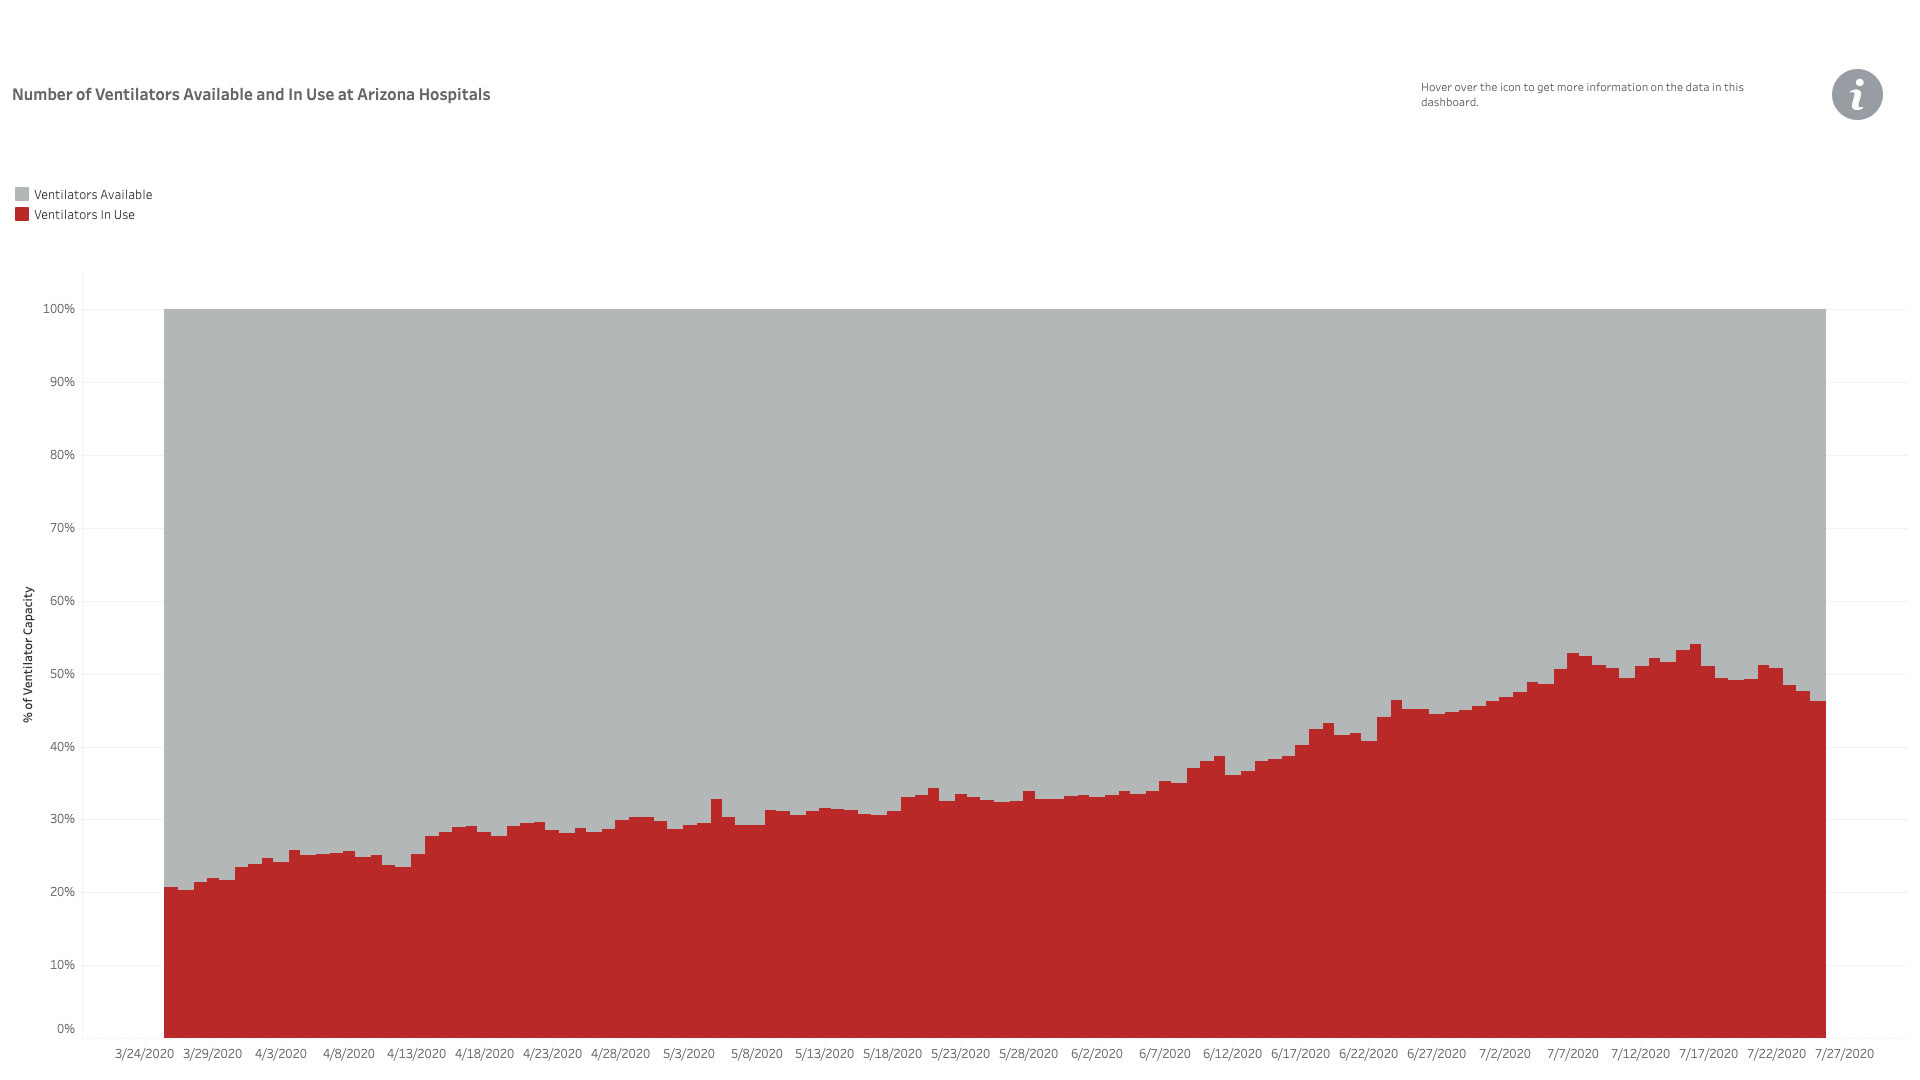 Number of Ventilators Available and In Use at Arizona Hospitals
Hover over the icon to get more information on the data in this
dashboard.
i
Ventilators Available
Ventilators In Use
% of Ventilator Capacity
100%
90%
80%
70%
60%
50%
40%
30%
20%
10%
0%
3/24/2020 3/29/2020 4/3/2020 4/8/2020 4/13/2020 4/18/2020 4/23/2020 4/28/2020 5/3/2020 5/8/2020 5/13/2020 5/18/2020 5/23/2020 5/28/2020 6/2/2020 6/7/2020 6/12/2020 6/17/2020 6/22/2020 6/27/2020 7/2/2020 7/7/2020 7/12/2020 7/17/2020 7/22/2020 7/27/2020